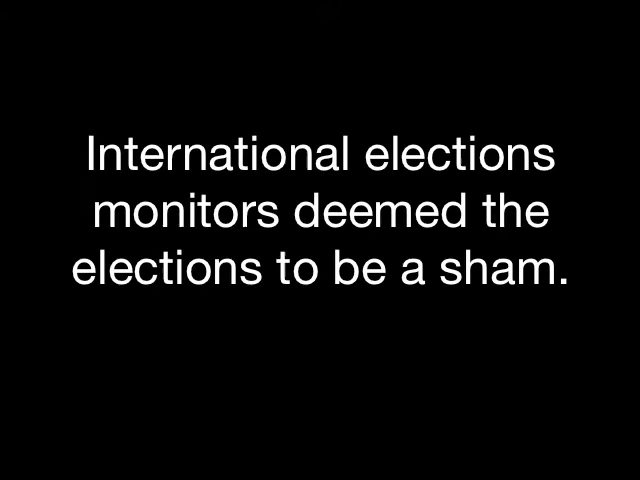 International elections
monitors deemed the
elections to be a sham.